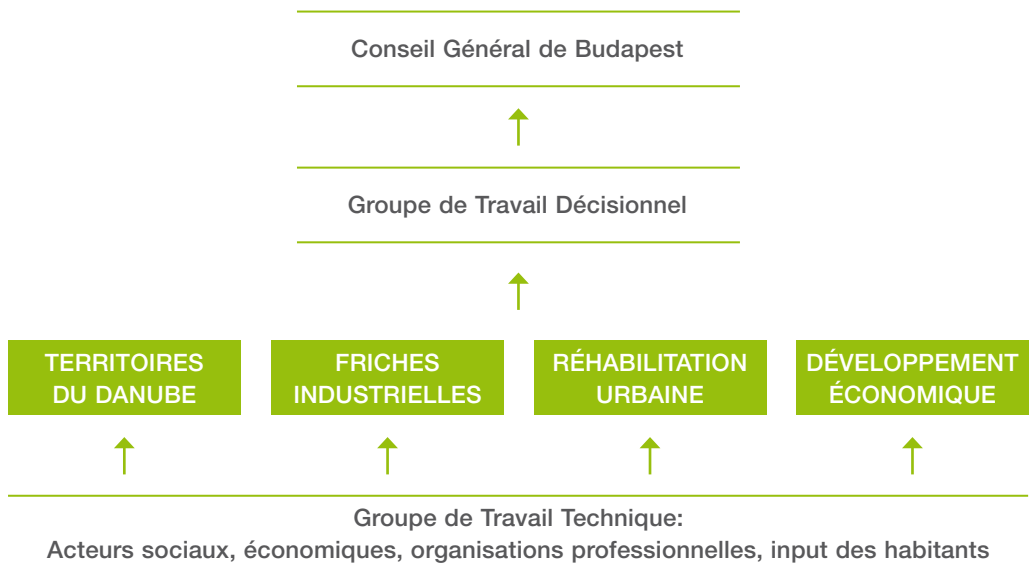 Conseil Général de Budapest
Groupe de Travail Décisionnel
TERRITOIRES
DU DANUBE
FRICHES
INDUSTRIELLES
RÉHABILITATION
URBAINE
DÉVELOPPEMENT
ÉCONOMIQUE
Groupe de Travail Technique:
Acteurs sociaux, économiques, organisations professionnelles, input des habitants